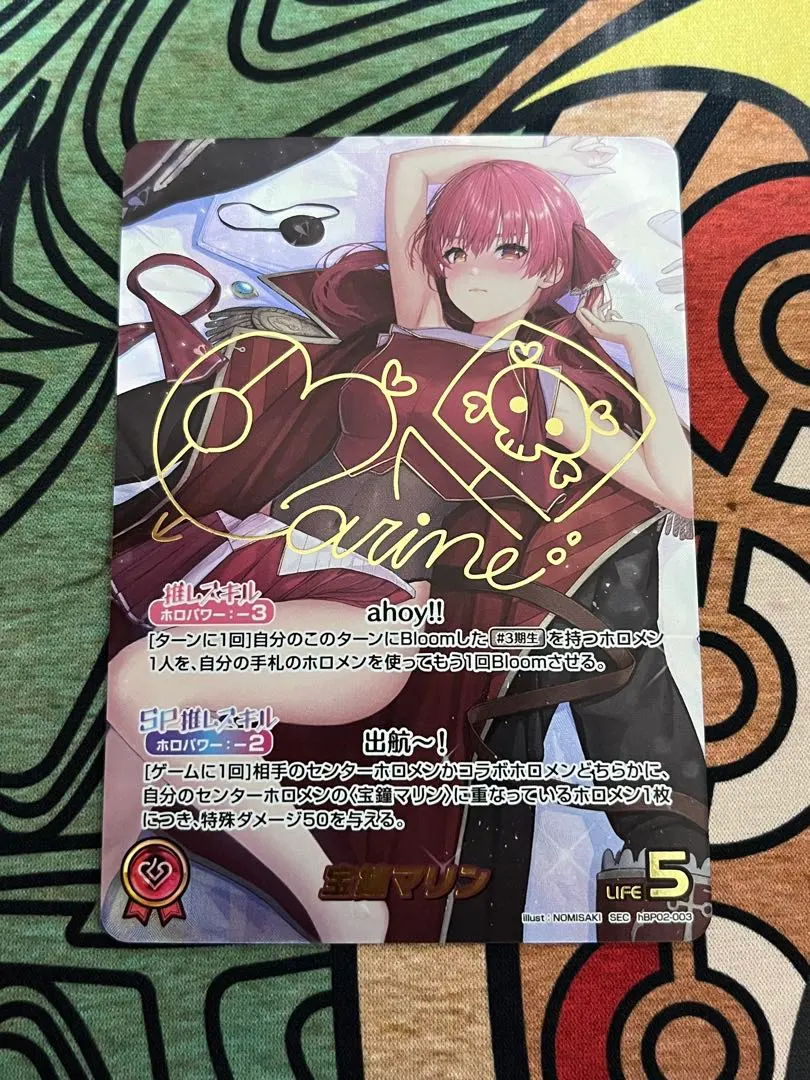 Marine
推しスキル
ホロパワー：−3
ahoy!!
[ターンに1回]自分のこのターンにBloomした #3期生 を持つホロメン
1人を、自分の手札のホロメンを使ってもう1回Bloomさせる。
SP推しスキル
ホロパワー：−2
出航〜！
[ゲームに1回]相手のセンターホロメンかコラボホロメンどちらかに、
自分のセンターホロメンの〈宝鐘マリン〉に重なっているホロメン1枚
につき、特殊ダメージ50を与える。
宝鐘マリン
LIFE 5
illust：NOMISAKI SEC hBP02-003